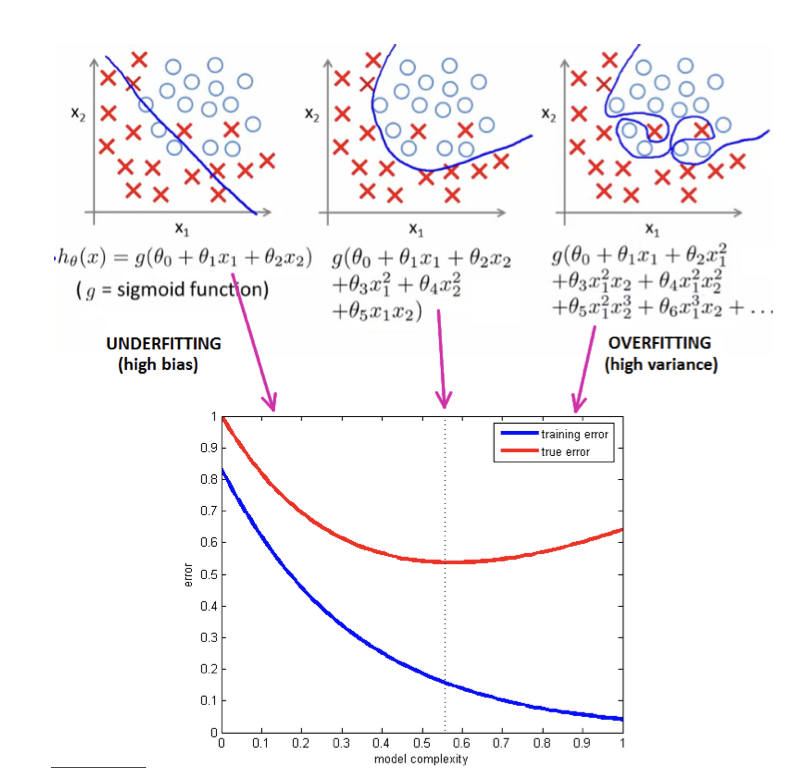 x₂
x₁
x₂
x₁
x₂
x₁
h_θ(x) = g(θ₀ + θ₁x₁ + θ₂x₂)
(g = sigmoid function)
g(θ₀ + θ₁x₁ + θ₂x₂
+θ₃x₁² + θ₄x₂²
+θ₅x₁x₂)
g(θ₀ + θ₁x₁ + θ₂x₁²
+θ₃x₁²x₂ + θ₄x₁²x₂²
+θ₅x₁²x₂³ + θ₆x₁³x₂ + ...
UNDERFITTING
(high bias)
OVERFITTING
(high variance)
training error
true error
1
0.9
0.8
0.7
0.6
0.5
0.4
0.3
0.2
0.1
0
error
0 0.1 0.2 0.3 0.4 0.5 0.6 0.7 0.8 0.9 1
model complexity